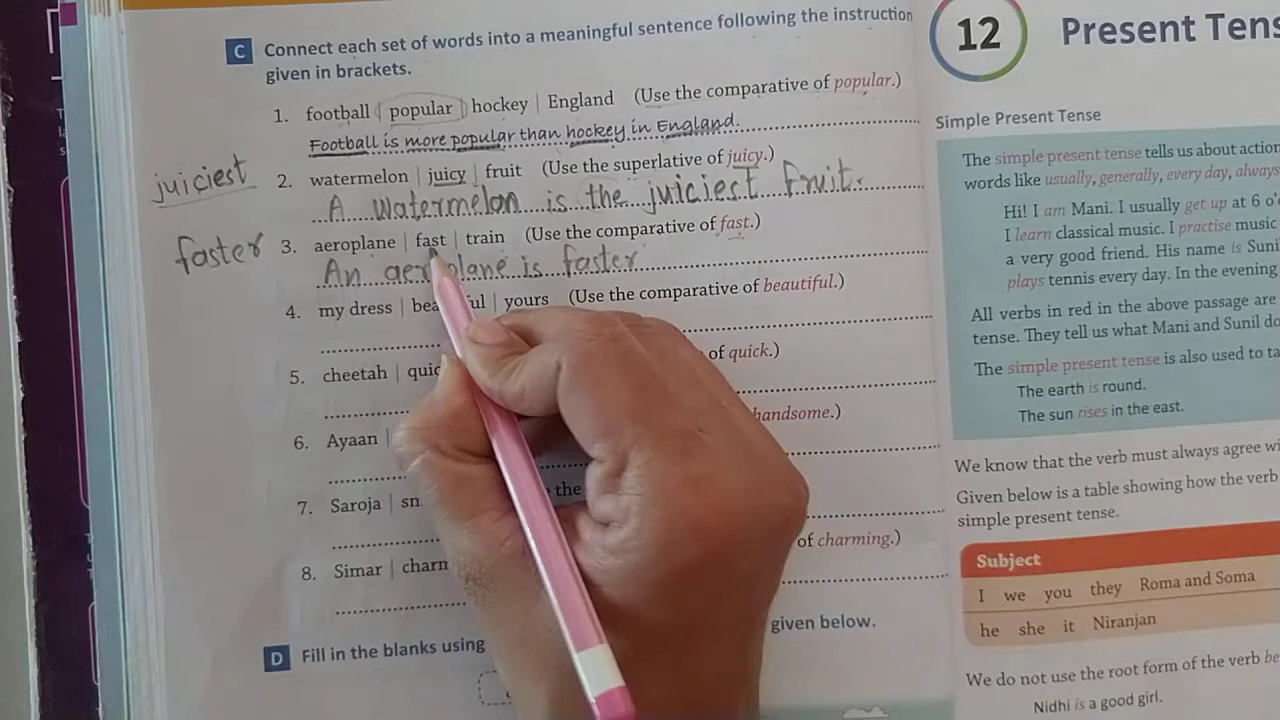 C Connect each set of words into a meaningful sentence following the instruction
given in brackets.
1. football | popular | hockey | England (Use the comparative of popular.)
Football is more popular than hockey in England.
juiciest
2. watermelon | juicy | fruit (Use the superlative of juicy.)
A watermelon is the juiciest fruit.
faster
3. aeroplane | fast | train (Use the comparative of fast.)
An aeroplane is faster
4. my dress | yours (Use the comparative of beautiful.)
5. cheetah | of quick.)
6. Ayaan | handsome.)
7. Saroja | the
8. Simar | of charming.)
D Fill in the blanks using given below.
12 Present
Simple Present Tense
The simple present tense tells us about
words like usually, generally, every day, always
Hi! I am Mani. I usually get up at 6
I learn classical music. I practise music
a very good friend. His name is
plays tennis every day. In the evening
All verbs in red in the above passage are
tense. They tell us what Mani and Sunil
The simple present tense is also used to
The earth is round.
The sun rises in the east.
We know that the verb must always agree
Given below is a table showing how the verb
simple present tense.
Subject
I we you they Roma and Soma
he she it Niranjan
We do not use the root form of the verb
Nidhi is a good girl.